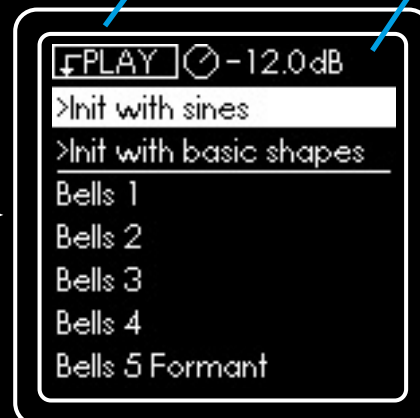 PLAY -12.0dB
>Init with sines
>Init with basic shapes
Bells 1
Bells 2
Bells 3
Bells 4
Bells 5 Formant